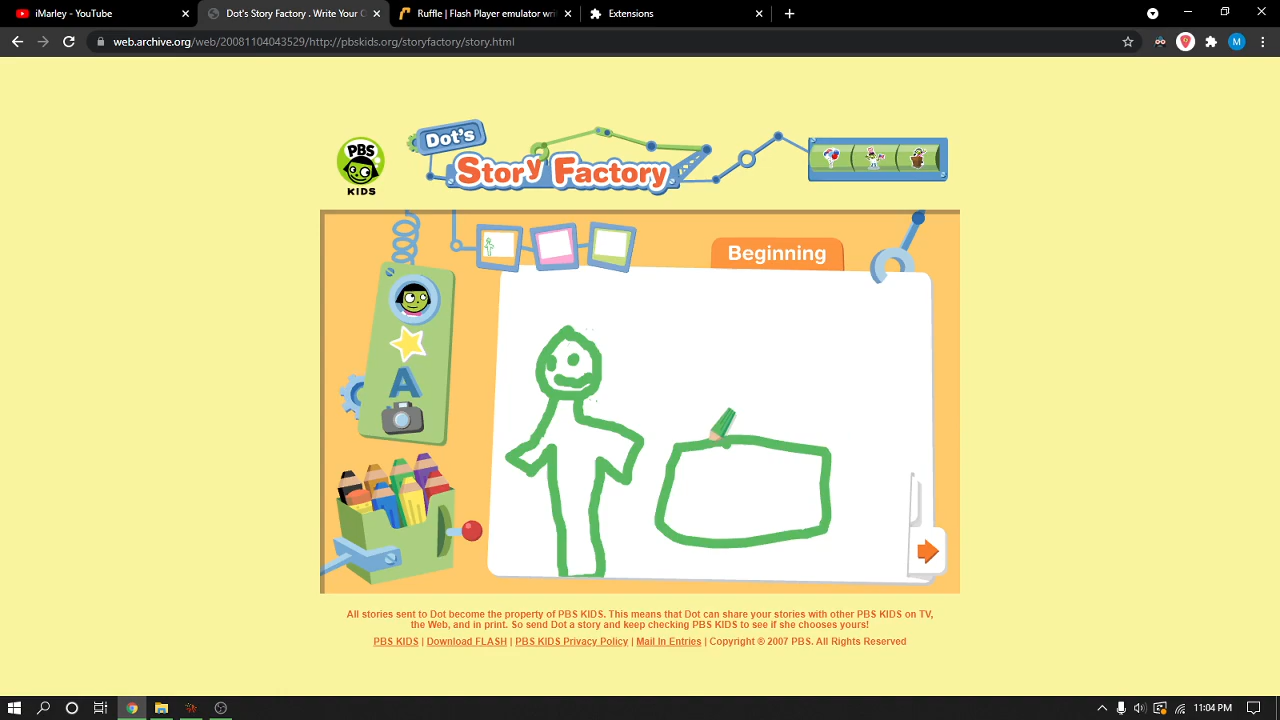 iMarley - YouTube
Dot's Story Factory . Write Your O
Ruffle | Flash Player emulator wri
Extensions
web.archive.org/web/20081104043529/http://pbskids.org/storyfactory/story.html
M
PBS
KIDS
Dot's
Story Factory
Beginning
A
All stories sent to Dot become the property of PBS KIDS. This means that Dot can share your stories with other PBS KIDS on TV,
the Web, and in print. So send Dot a story and keep checking PBS KIDS to see if she chooses yours!
PBS KIDS | Download FLASH | PBS KIDS Privacy Policy | Mail In Entries | Copyright © 2007 PBS. All Rights Reserved
11:04 PM